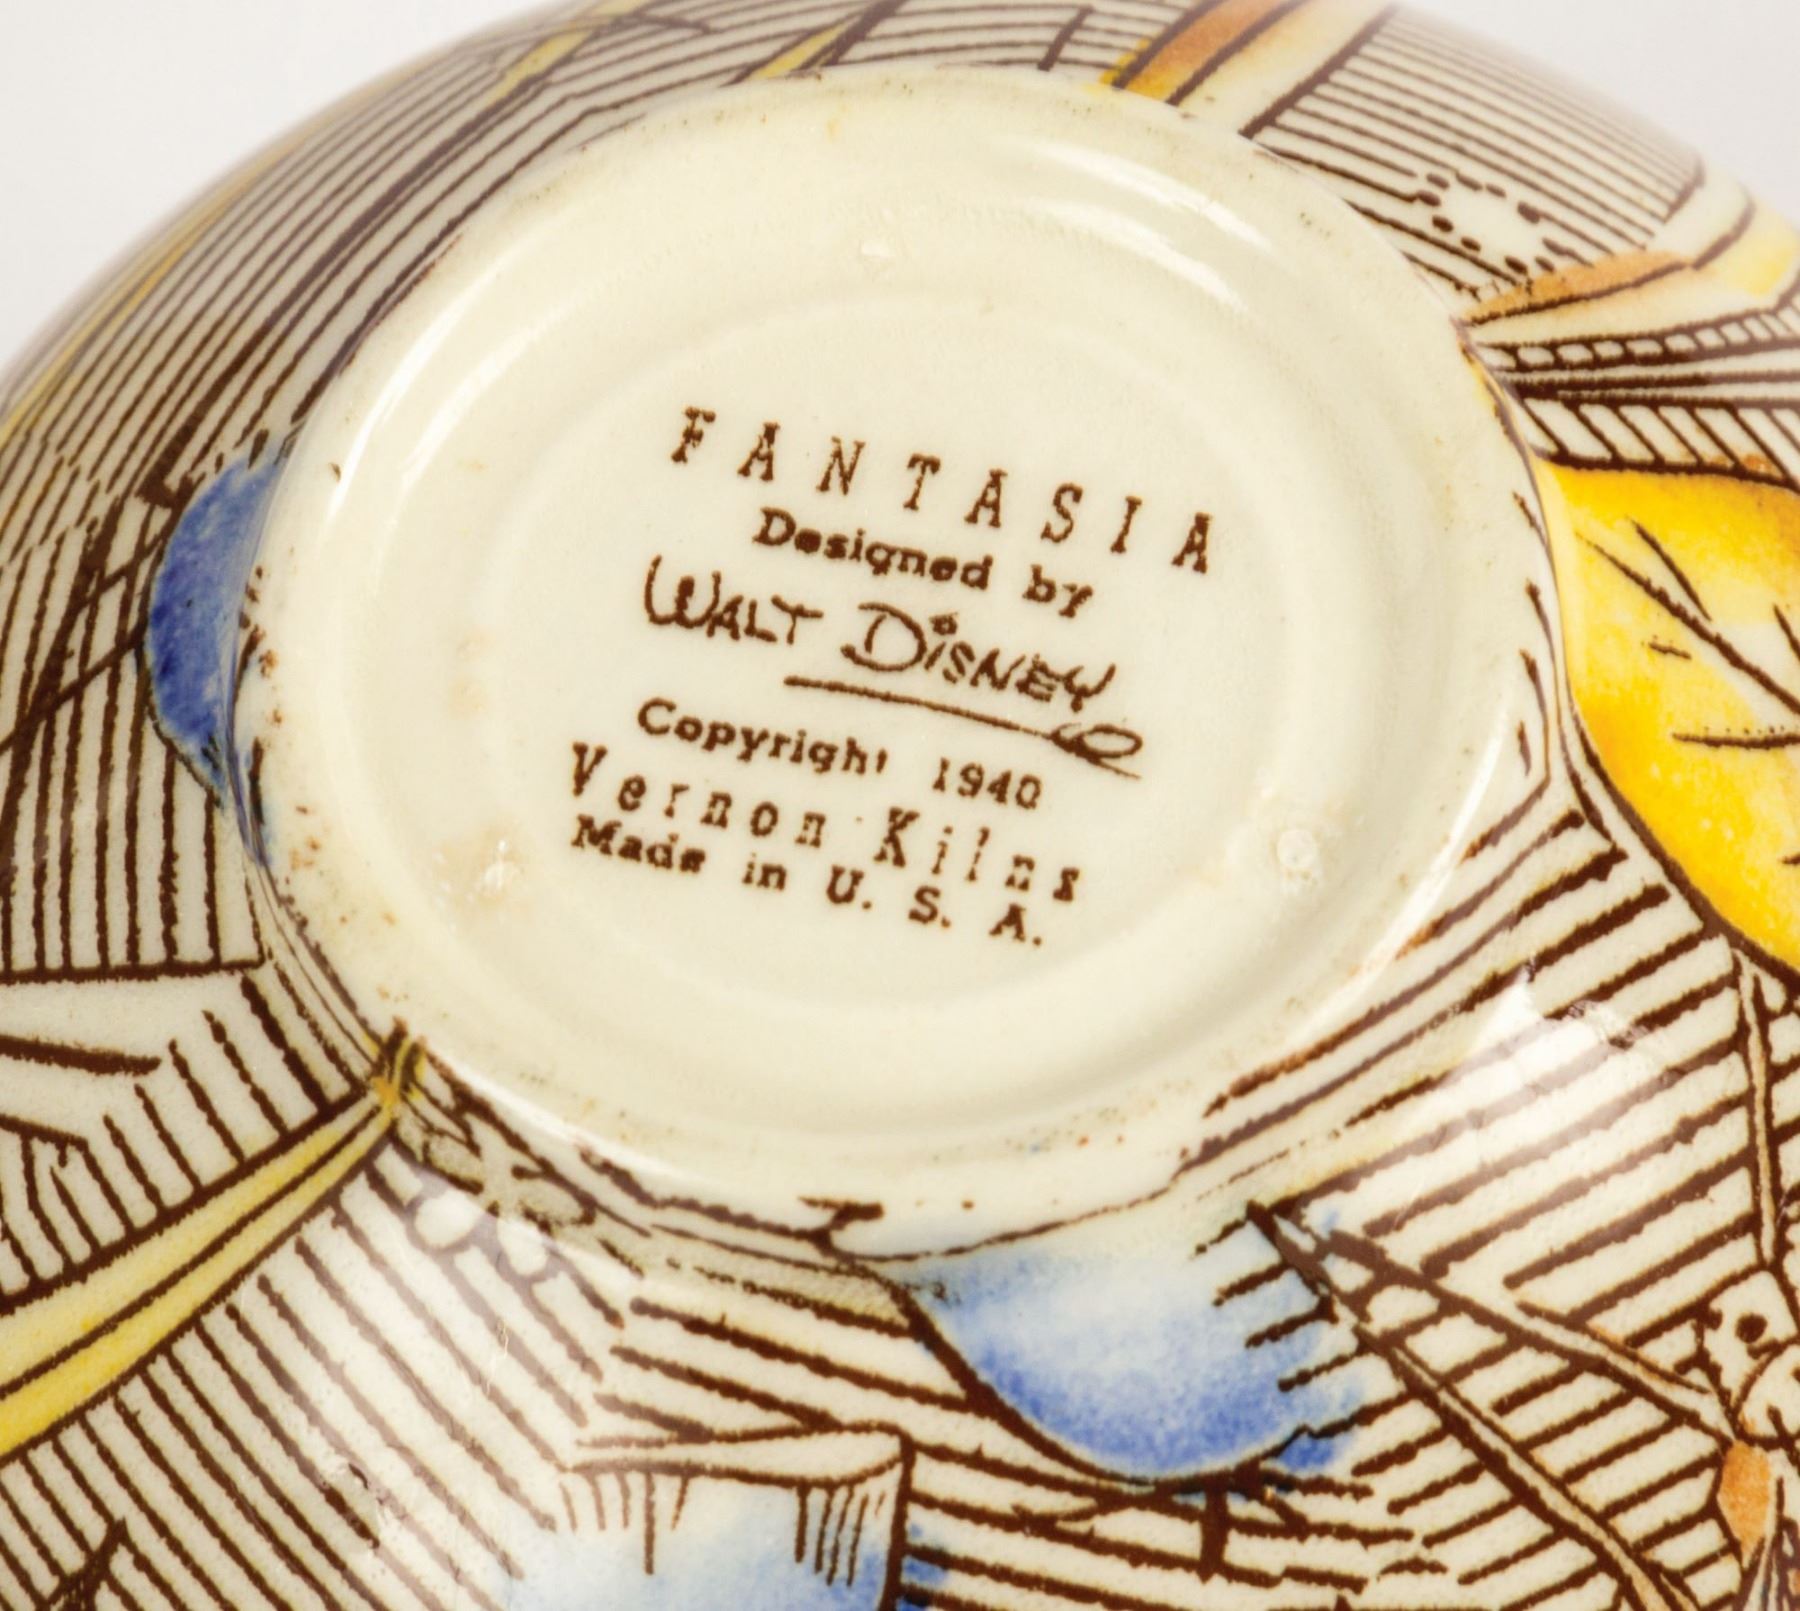 FANTASIA
Designed by
WALT DISNEY
Copyright 1940
Vernon Kilns
Made in U. S. A.